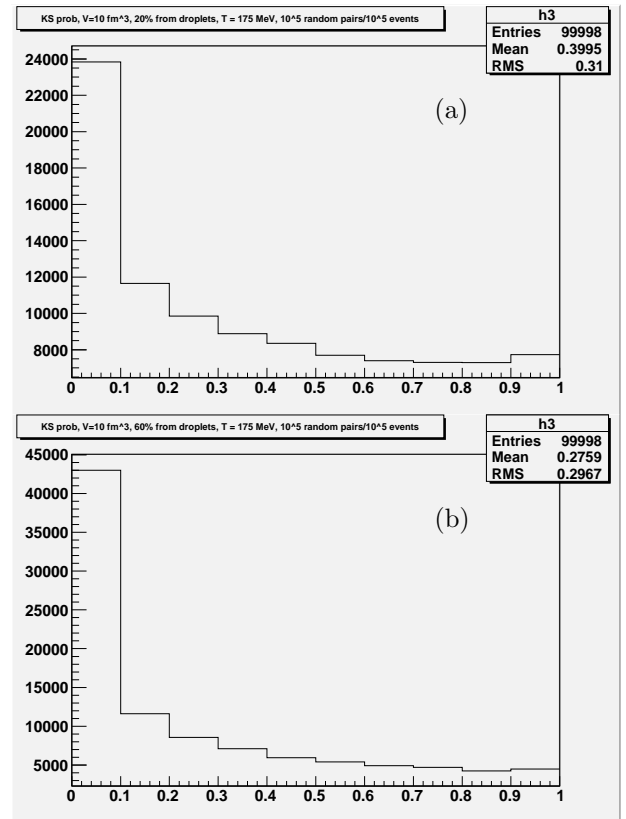 KS prob, V=10 fm^3, 20% from droplets, T = 175 MeV, 10^5 random pairs/10^5 events
h3
Entries 99998
Mean 0.3995
RMS 0.31
(a)
24000
22000
20000
18000
16000
14000
12000
10000
8000
0 0.1 0.2 0.3 0.4 0.5 0.6 0.7 0.8 0.9 1
KS prob, V=10 fm^3, 60% from droplets, T = 175 MeV, 10^5 random pairs/10^5 events
h3
Entries 99998
Mean 0.2759
RMS 0.2967
(b)
45000
40000
35000
30000
25000
20000
15000
10000
5000
0 0.1 0.2 0.3 0.4 0.5 0.6 0.7 0.8 0.9 1